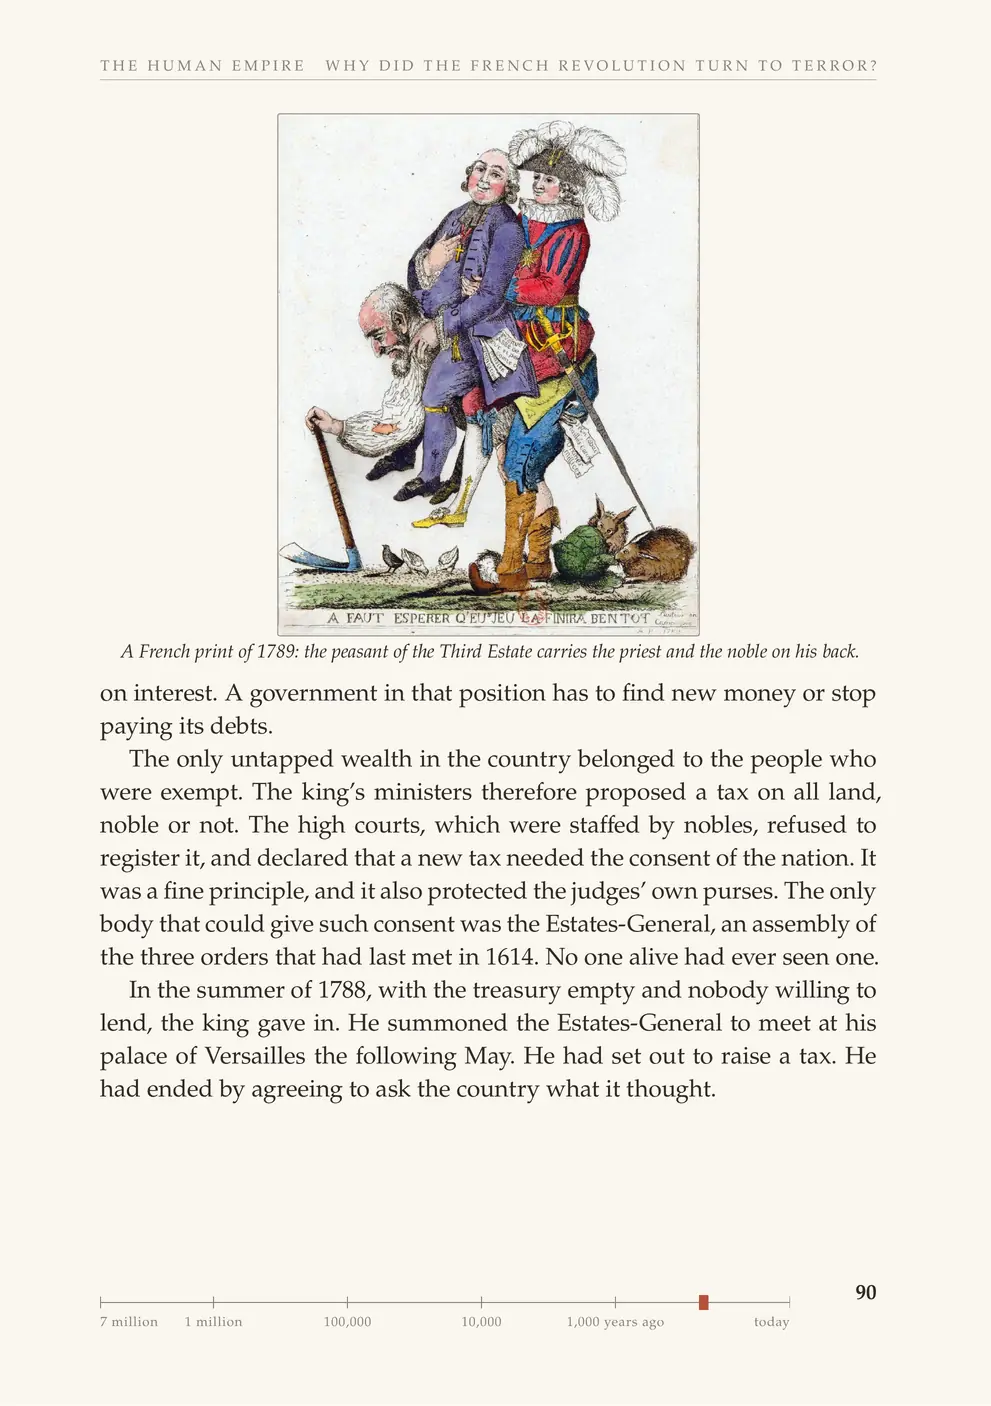 THE HUMAN EMPIRE WHY DID THE FRENCH REVOLUTION TURN TO TERROR?
A FAUT ESPERER Q'EU'JEU LA FINIRA BEN TOT
A French print of 1789: the peasant of the Third Estate carries the priest and the noble on his back.
on interest. A government in that position has to find new money or stop
paying its debts.
The only untapped wealth in the country belonged to the people who
were exempt. The king’s ministers therefore proposed a tax on all land,
noble or not. The high courts, which were staffed by nobles, refused to
register it, and declared that a new tax needed the consent of the nation. It
was a fine principle, and it also protected the judges’ own purses. The only
body that could give such consent was the Estates-General, an assembly of
the three orders that had last met in 1614. No one alive had ever seen one.
In the summer of 1788, with the treasury empty and nobody willing to
lend, the king gave in. He summoned the Estates-General to meet at his
palace of Versailles the following May. He had set out to raise a tax. He
had ended by agreeing to ask the country what it thought.
90
7 million 1 million 100,000 10,000 1,000 years ago today